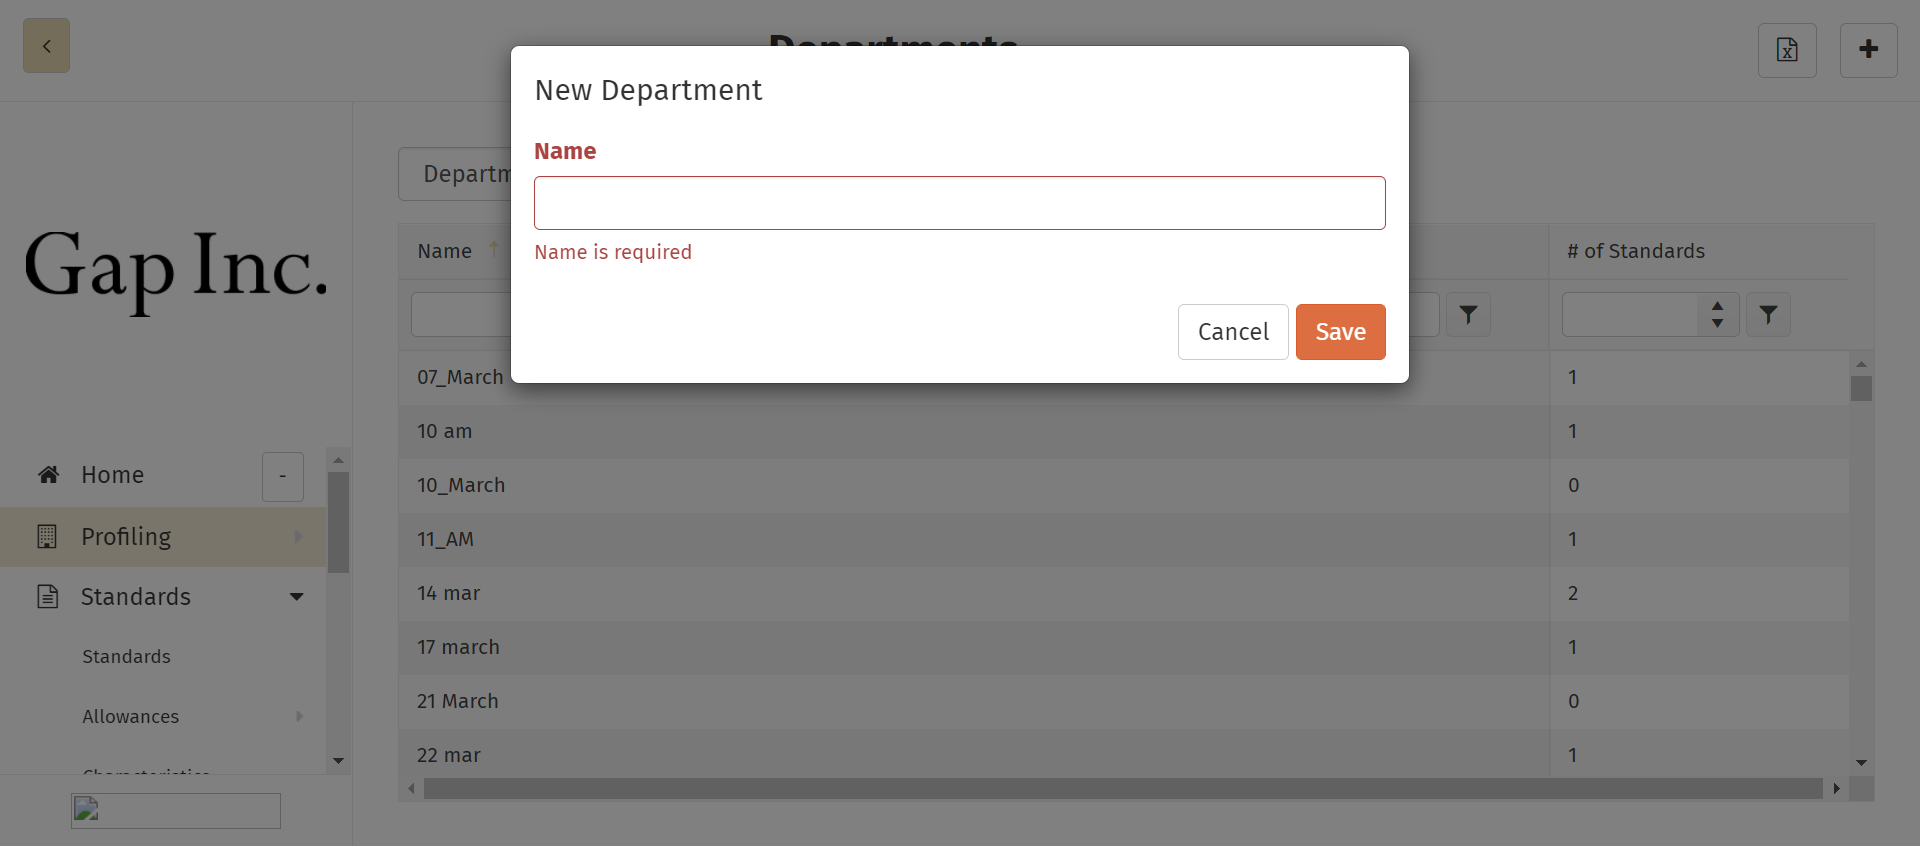 Departments
New Department
Name
Name is required
Cancel
Save
Gap Inc.
Home
-
Profiling
Standards
Standards
Allowances
Characteristics
Departm
Name ↑
# of Standards
07_March 1
10 am 1
10_March 0
11_AM 1
14 mar 2
17 march 1
21 March 0
22 mar 1